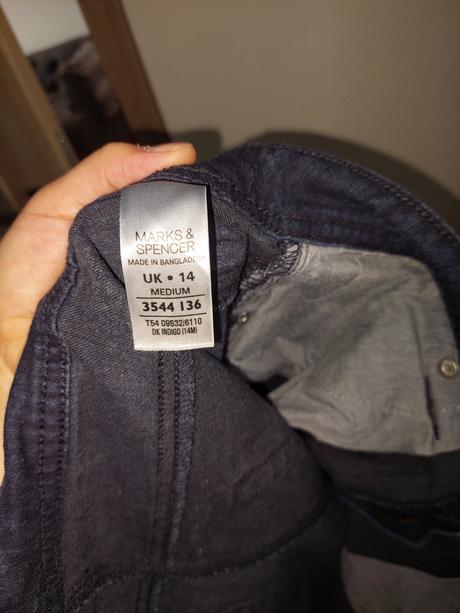 MARKS &
SPENCER
MADE IN BANGLADESH
UK • 14
MEDIUM
3544 136
T54 09532/6110
DK INDIGO (14M)